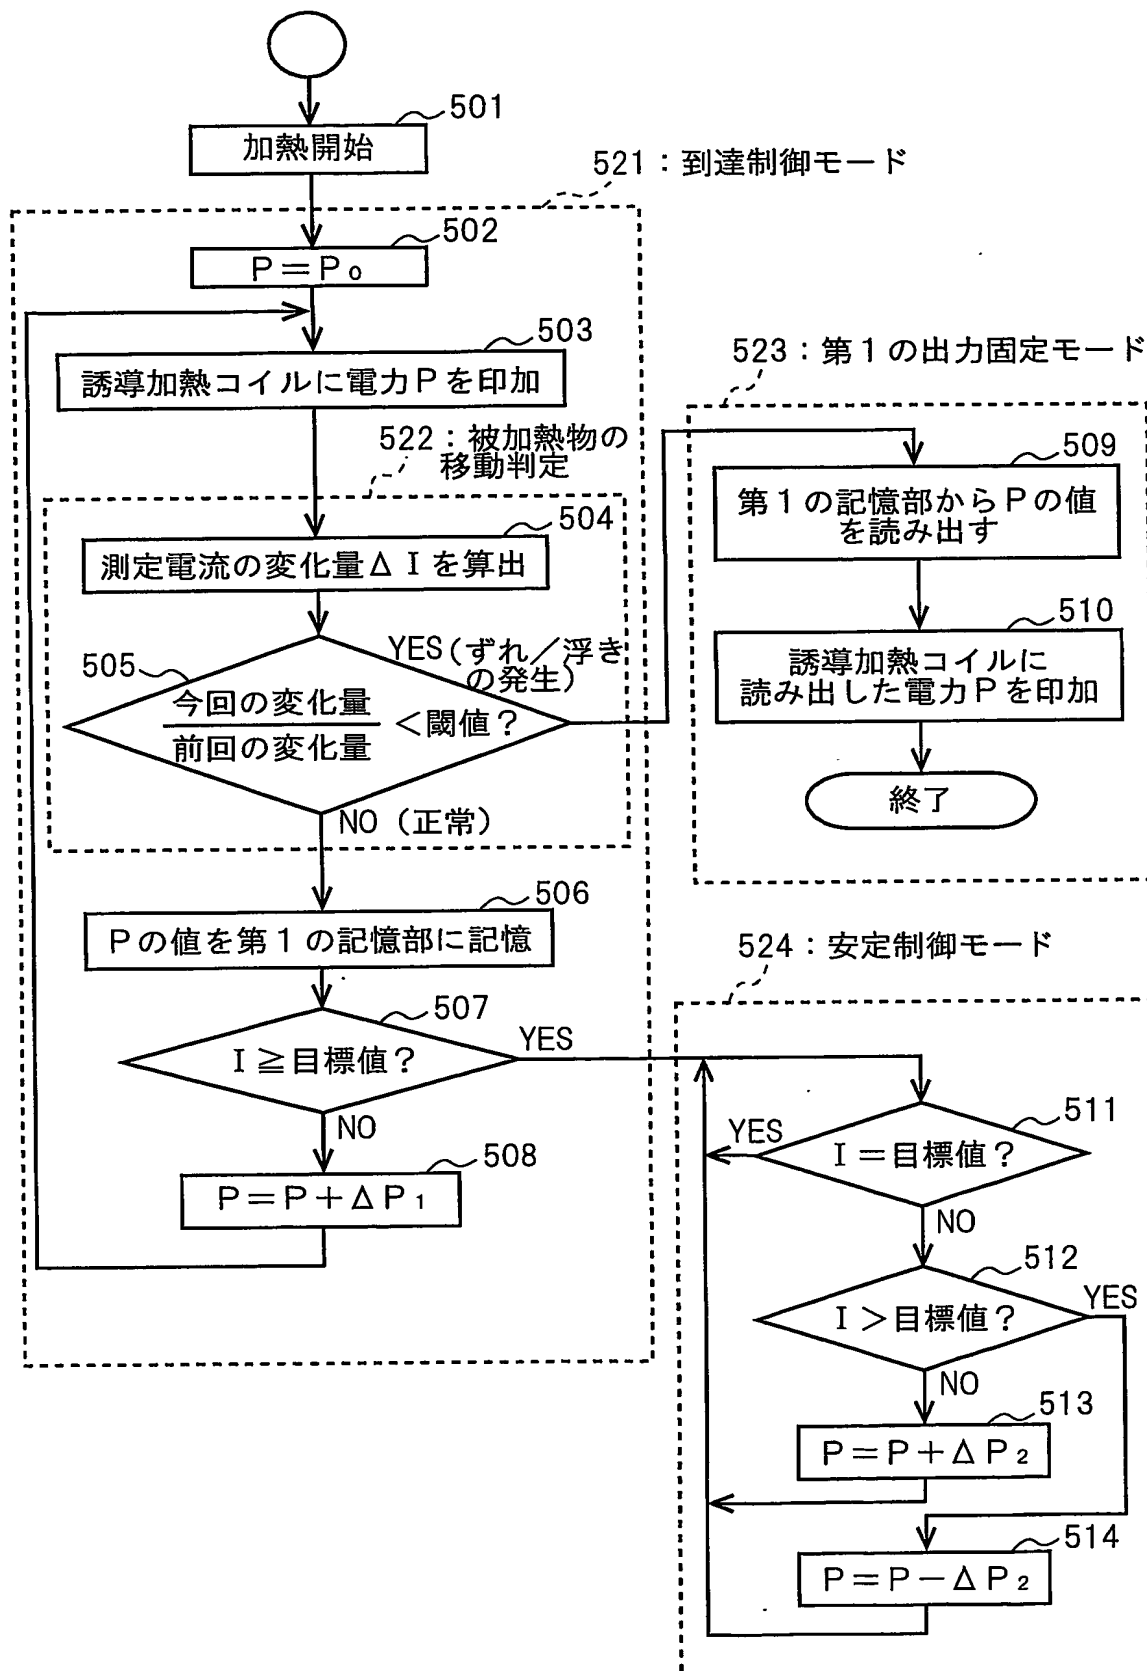 501
加熱開始
521：到達制御モード
502
P＝P₀
503
誘導加熱コイルに電力Pを印加
522：被加熱物の
移動判定
504
測定電流の変化量ΔIを算出
505
YES(ずれ／浮き
の発生)
今回の変化量
前回の変化量
＜閾値？
NO（正常）
506
Pの値を第1の記憶部に記憶
507
I≧目標値？
YES
NO
508
P＝P＋ΔP₁
523：第1の出力固定モード
509
第1の記憶部からPの値
を読み出す
510
誘導加熱コイルに
読み出した電力Pを印加
終了
524：安定制御モード
511
YES
I＝目標値？
NO
512
I＞目標値？
YES
NO
513
P＝P＋ΔP₂
514
P＝P－ΔP₂